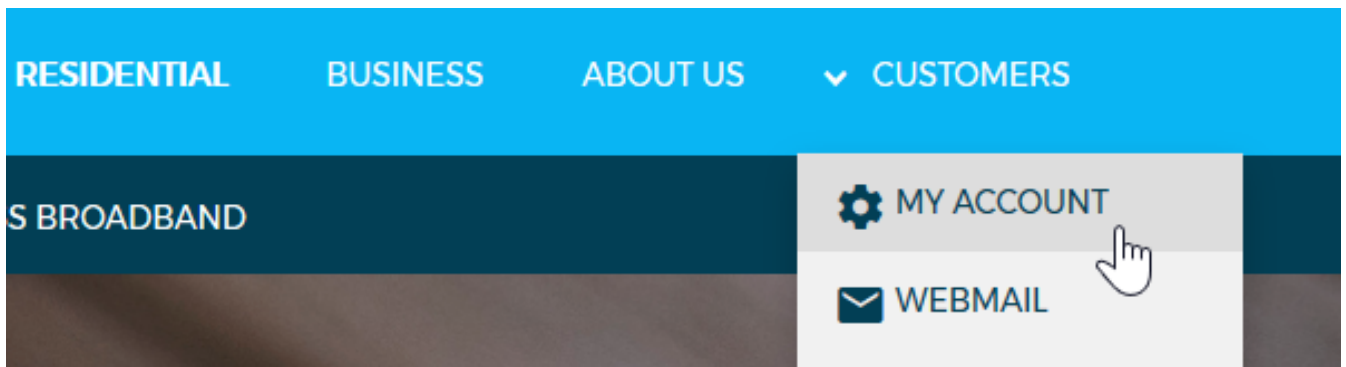 RESIDENTIAL BUSINESS ABOUT US CUSTOMERS
S BROADBAND
MY ACCOUNT
WEBMAIL